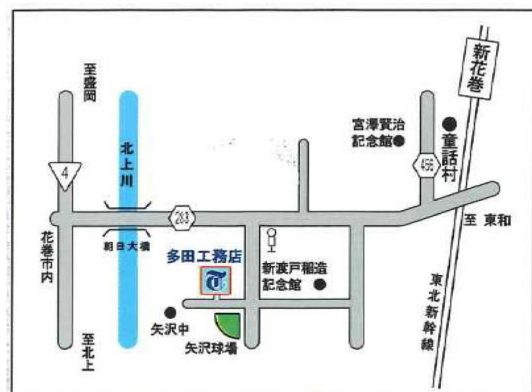 新花巻
至盛岡
宮澤賢治
記念館
童話村
北上川
456
4
283
至 東和
花巻市内
朝日大橋
多田工務店
新渡戸稲造
記念館
T
矢沢中
矢沢球場
至北上
東北新幹線